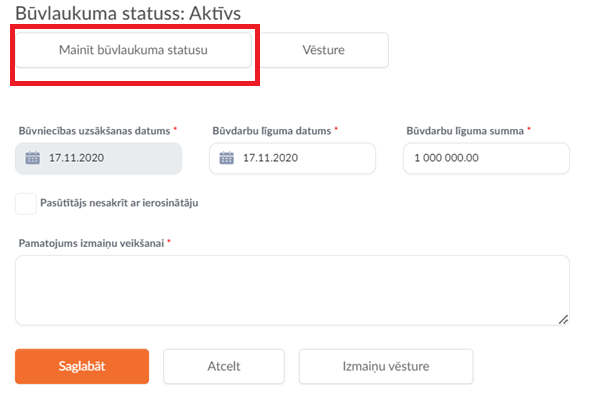 Būvlaukuma statuss: Aktīvs
Mainīt būvlaukuma statusu Vēsture
Būvniecības uzsākšanas datums * Būvdarbu līguma datums * Būvdarbu līguma summa *
17.11.2020 17.11.2020 1 000 000.00
Pasūtītājs nesakrīt ar ierosinātāju
Pamatojums izmaiņu veikšanai *
Saglabāt Atcelt Izmaiņu vēsture